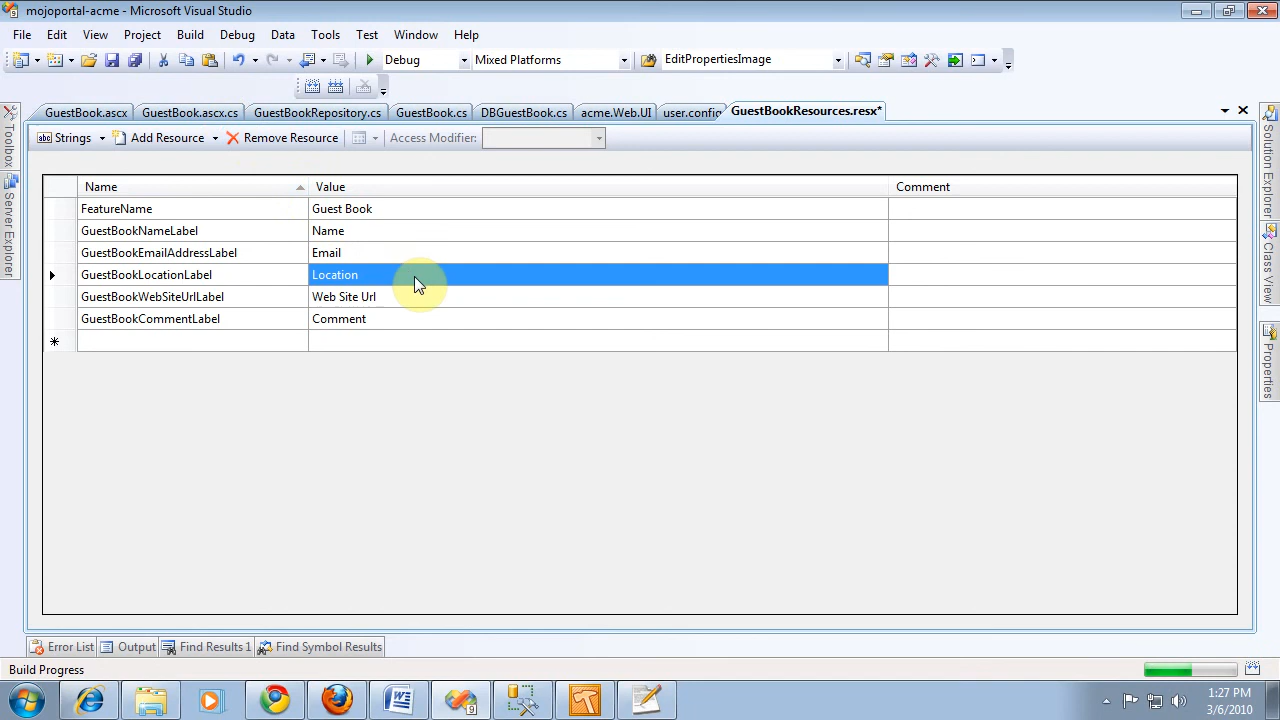 mojoportal-acme - Microsoft Visual Studio
File Edit View Project Build Debug Data Tools Test Window Help
Debug Mixed Platforms EditPropertiesImage
GuestBook.ascx GuestBook.ascx.cs GuestBookRepository.cs GuestBook.cs DBGuestBook.cs acme.Web.UI user.config GuestBookResources.resx*
Strings Add Resource Remove Resource Access Modifier:
Name Value Comment
FeatureName Guest Book
GuestBookNameLabel Name
GuestBookEmailAddressLabel Email
GuestBookLocationLabel Location
GuestBookWebSiteUrlLabel Web Site Url
GuestBookCommentLabel Comment
Toolbox
Server Explorer
Solution Explorer
Class View
Properties
Error List Output Find Results 1 Find Symbol Results
Build Progress
1:27 PM
3/6/2010